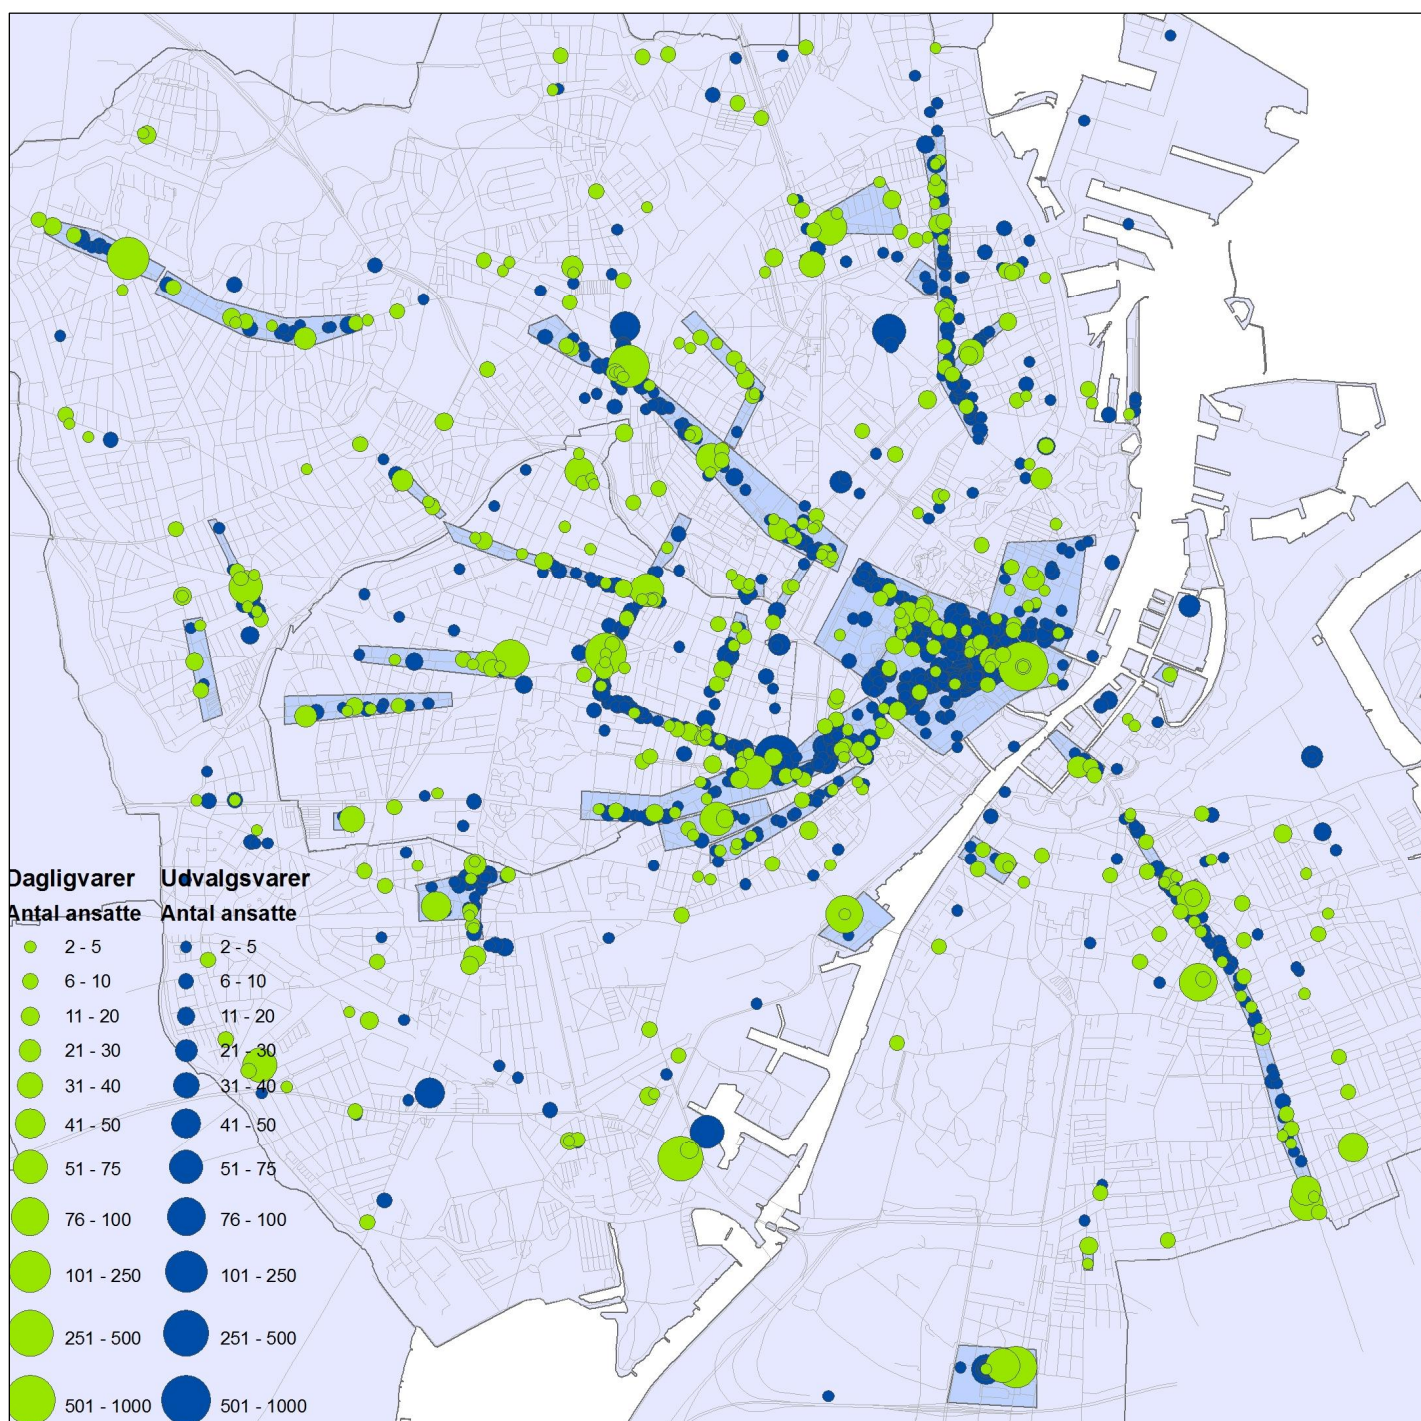 Dagligvarer Udvalgsvarer
Antal ansatte Antal ansatte
2 - 5 2 - 5
6 - 10 6 - 10
11 - 20 11 - 20
21 - 30 21 - 30
31 - 40 31 - 40
41 - 50 41 - 50
51 - 75 51 - 75
76 - 100 76 - 100
101 - 250 101 - 250
251 - 500 251 - 500
501 - 1000 501 - 1000